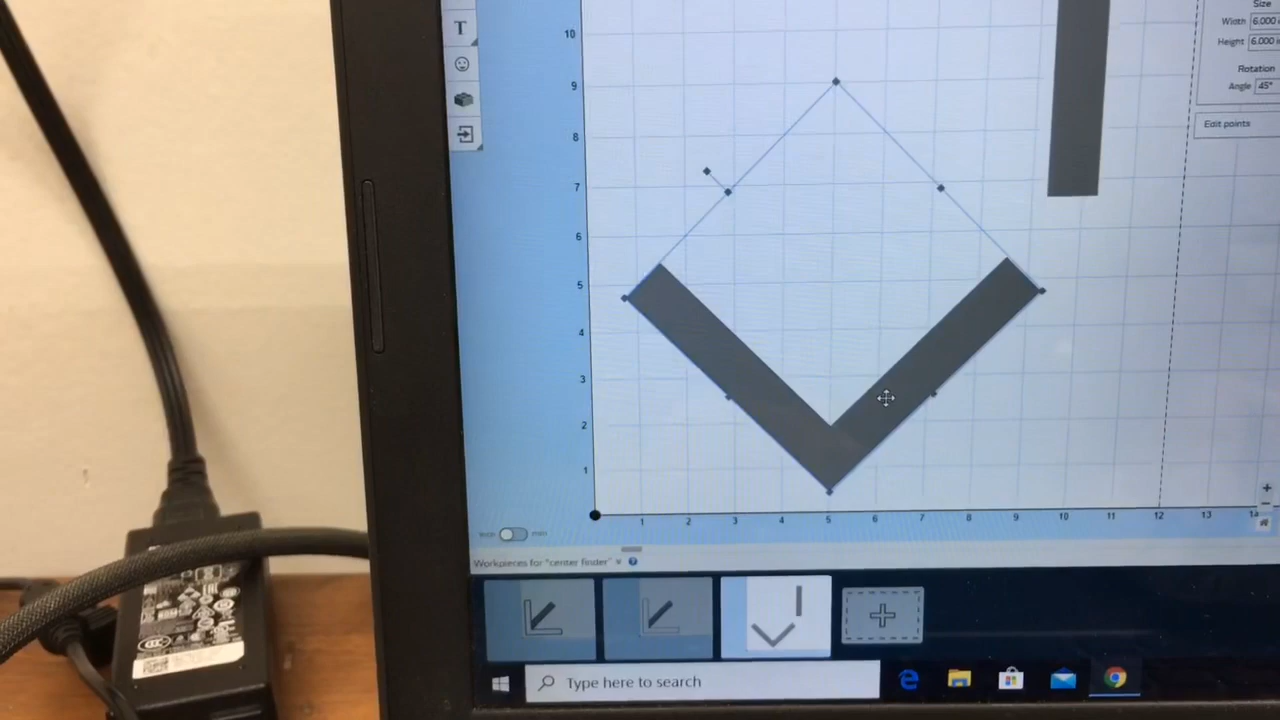 T
10
9
8
7
6
5
4
3
2
1
1 2 3 4 5 6 7 8 9 10 11 12 13 14
Size
Width 6.000
Height 6.000
Rotation
Angle 45°
Edit points
mm
Workpieces for "center finder"
Type here to search